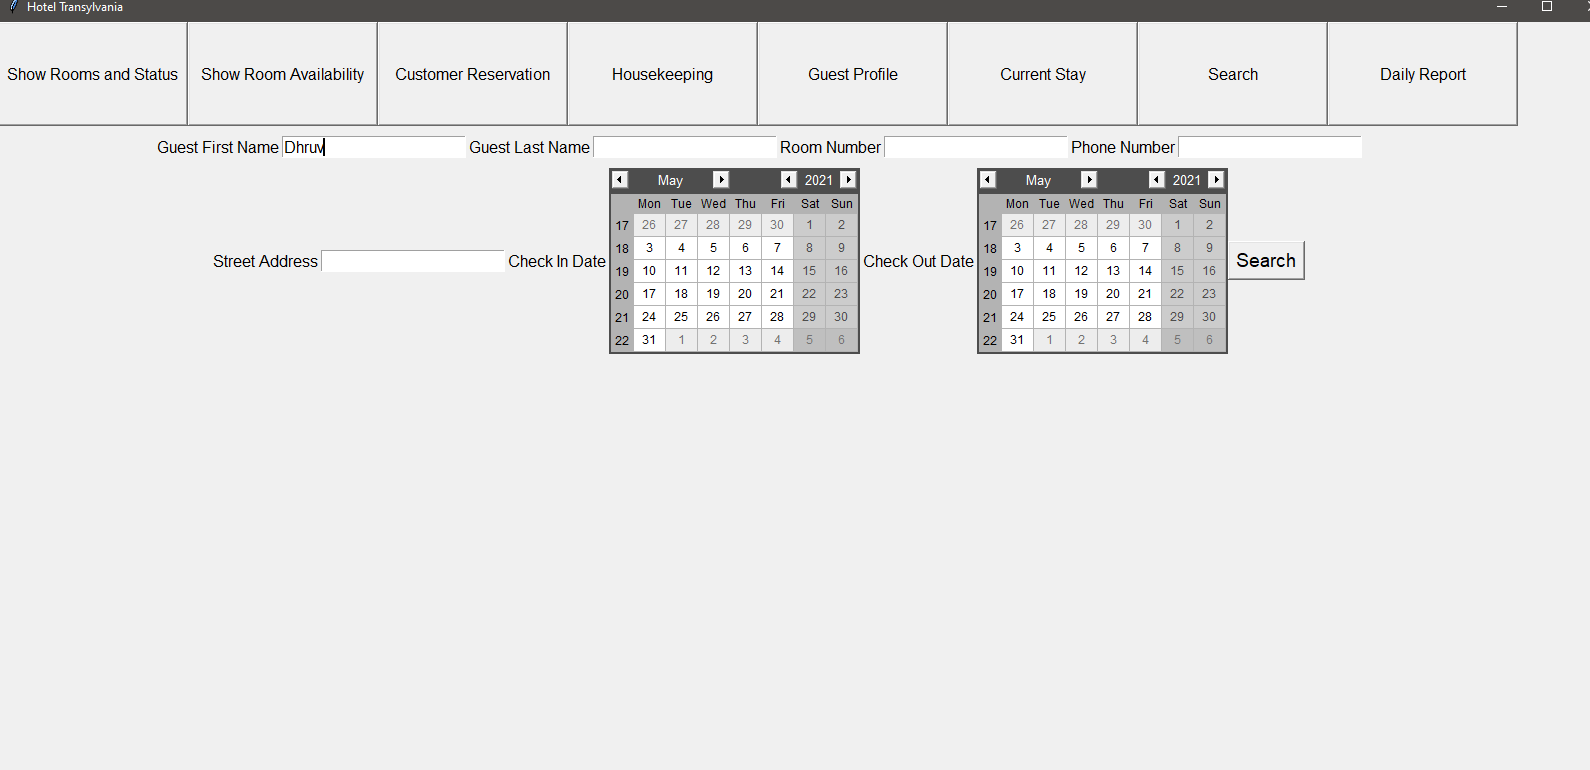 Hotel Transylvania
Show Rooms and Status Show Room Availability Customer Reservation Housekeeping Guest Profile Current Stay Search Daily Report
Guest First Name Dhruv Guest Last Name Room Number Phone Number
May 2021 May 2021
Mon Tue Wed Thu Fri Sat Sun Mon Tue Wed Thu Fri Sat Sun
17 26 27 28 29 30 1 2 17 26 27 28 29 30 1 2
18 3 4 5 6 7 8 9 18 3 4 5 6 7 8 9
Street Address Check In Date Check Out Date Search
19 10 11 12 13 14 15 16 19 10 11 12 13 14 15 16
20 17 18 19 20 21 22 23 20 17 18 19 20 21 22 23
21 24 25 26 27 28 29 30 21 24 25 26 27 28 29 30
22 31 1 2 3 4 5 6 22 31 1 2 3 4 5 6